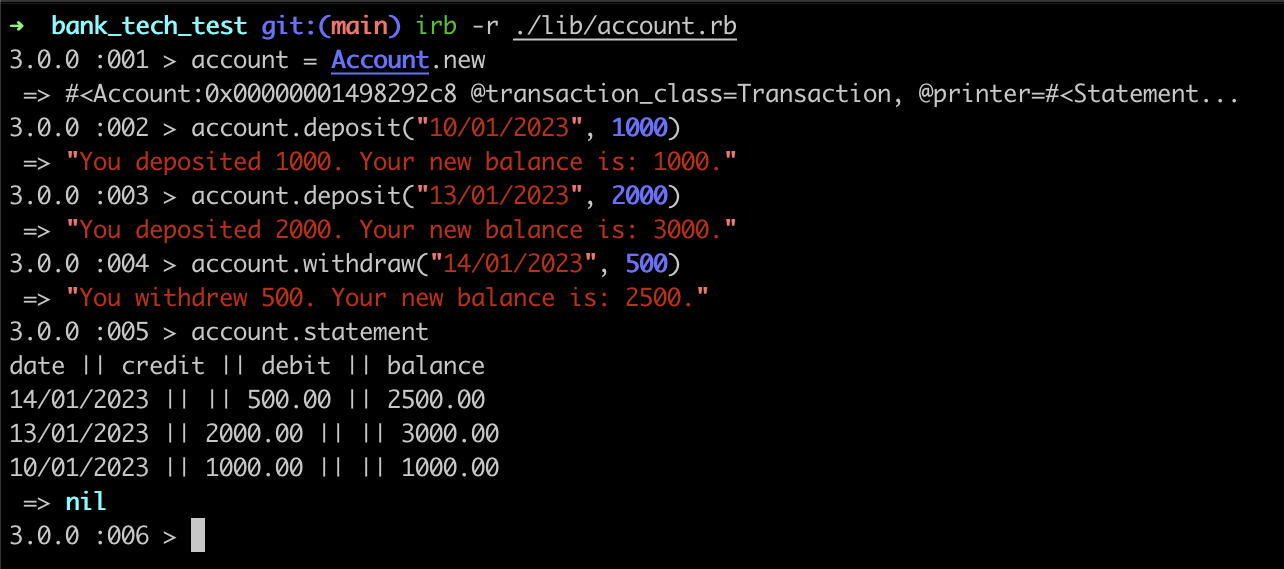 → bank_tech_test git:(main) irb -r ./lib/account.rb
3.0.0 :001 > account = Account.new
 => #<Account:0x00000001498292c8 @transaction_class=Transaction, @printer=#<Statement...
3.0.0 :002 > account.deposit("10/01/2023", 1000)
 => "You deposited 1000. Your new balance is: 1000."
3.0.0 :003 > account.deposit("13/01/2023", 2000)
 => "You deposited 2000. Your new balance is: 3000."
3.0.0 :004 > account.withdraw("14/01/2023", 500)
 => "You withdrew 500. Your new balance is: 2500."
3.0.0 :005 > account.statement
date || credit || debit || balance
14/01/2023 || || 500.00 || 2500.00
13/01/2023 || 2000.00 || || 3000.00
10/01/2023 || 1000.00 || || 1000.00
 => nil
3.0.0 :006 >